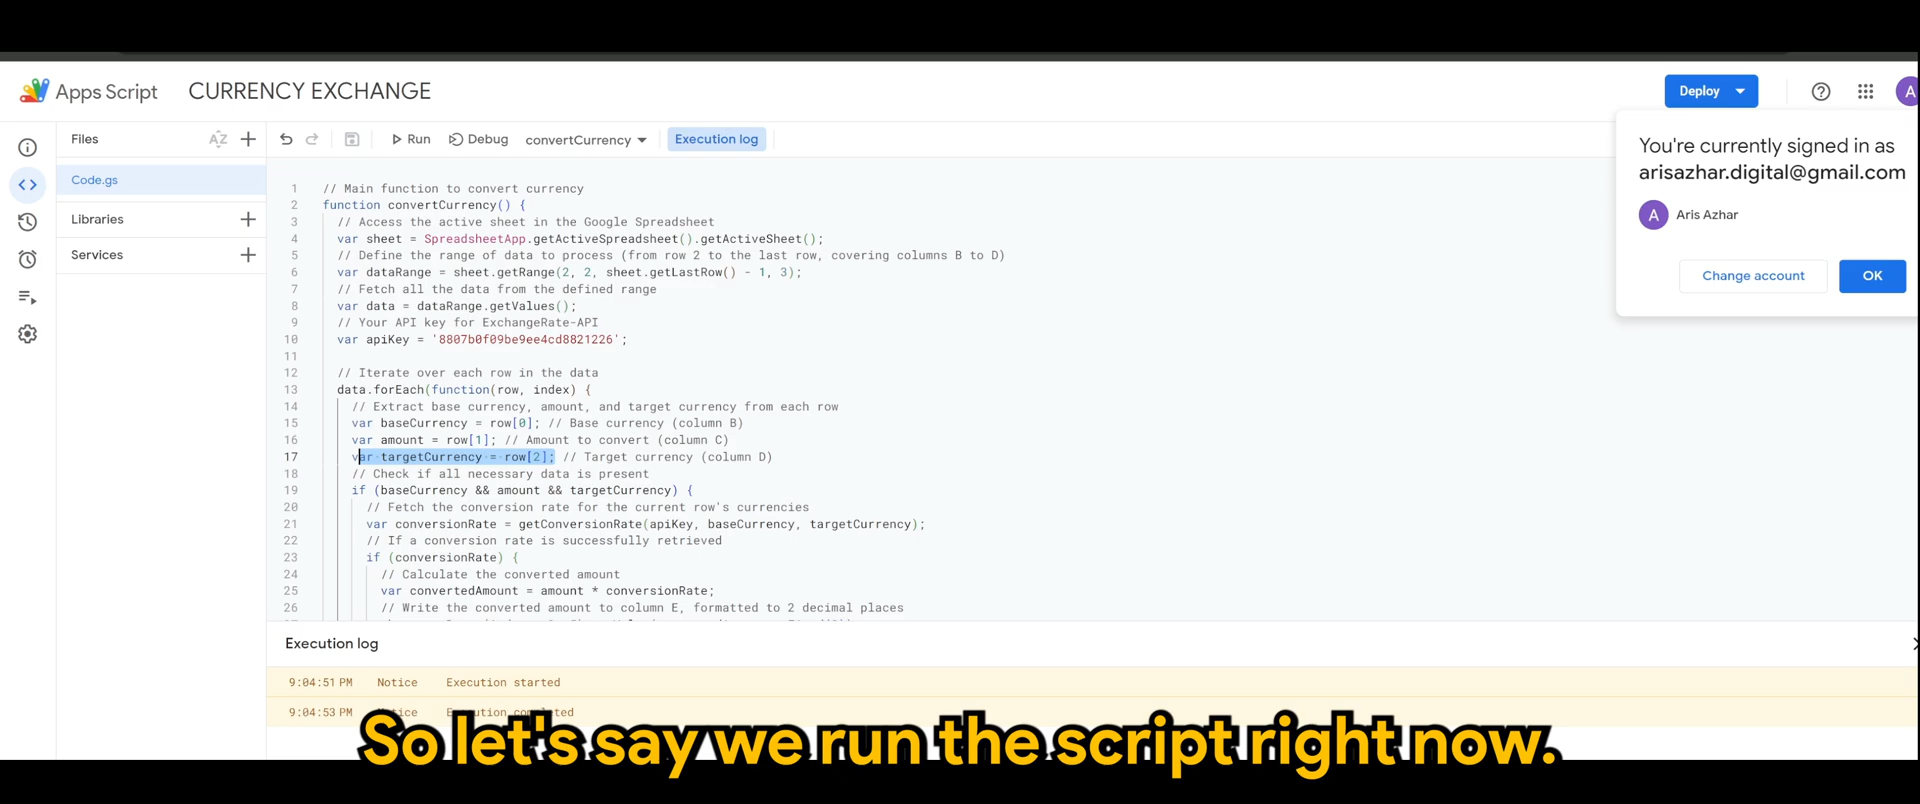 Apps Script
CURRENCY EXCHANGE
Deploy
A
You're currently signed in as
arisazhar.digital@gmail.com
A
Aris Azhar
Change account
OK
Files
AZ
Run
Debug
convertCurrency
Execution log
Code.gs
Libraries
Services
1 // Main function to convert currency
2 function convertCurrency() {
3 // Access the active sheet in the Google Spreadsheet
4 var sheet = SpreadsheetApp.getActiveSpreadsheet().getActiveSheet();
5 // Define the range of data to process (from row 2 to the last row, covering columns B to D)
6 var dataRange = sheet.getRange(2, 2, sheet.getLastRow() - 1, 3);
7 // Fetch all the data from the defined range
8 var data = dataRange.getValues();
9 // Your API key for ExchangeRate-API
10 var apiKey = '8807b0f09be9ee4cd8821226';
11
12 // Iterate over each row in the data
13 data.forEach(function(row, index) {
14 // Extract base currency, amount, and target currency from each row
15 var baseCurrency = row[0]; // Base currency (column B)
16 var amount = row[1]; // Amount to convert (column C)
17 var targetCurrency = row[2]; // Target currency (column D)
18 // Check if all necessary data is present
19 if (baseCurrency && amount && targetCurrency) {
20 // Fetch the conversion rate for the current row's currencies
21 var conversionRate = getConversionRate(apiKey, baseCurrency, targetCurrency);
22 // If a conversion rate is successfully retrieved
23 if (conversionRate) {
24 // Calculate the converted amount
25 var convertedAmount = amount * conversionRate;
26 // Write the converted amount to column E, formatted to 2 decimal places
Execution log
9:04:51 PM Notice Execution started
9:04:53 PM Notice Execution completed
So let's say we run the script right now.